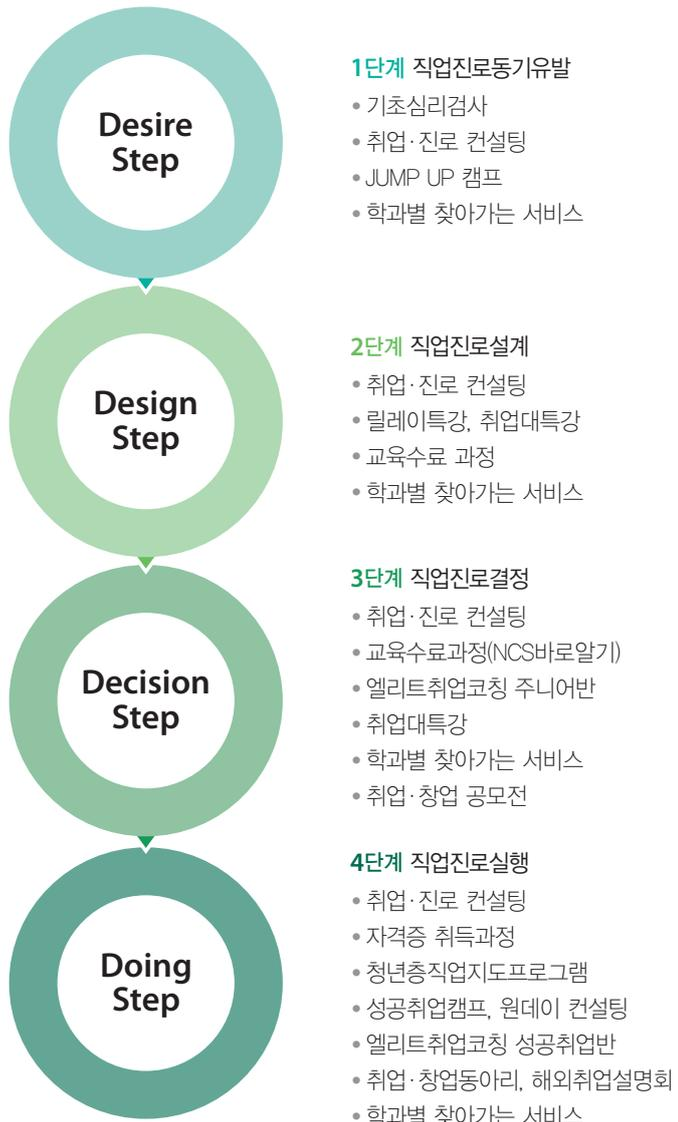 Desire
Step
1단계 직업진로동기유발
• 기초심리검사
• 취업·진로 컨설팅
• JUMP UP 캠프
• 학과별 찾아가는 서비스
Design
Step
2단계 직업진로설계
• 취업·진로 컨설팅
• 릴레이특강, 취업대특강
• 교육수료 과정
• 학과별 찾아가는 서비스
Decision
Step
3단계 직업진로결정
• 취업·진로 컨설팅
• 교육수료과정(NCS바로알기)
• 엘리트취업코칭 주니어반
• 취업대특강
• 학과별 찾아가는 서비스
• 취업·창업 공모전
Doing
Step
4단계 직업진로실행
• 취업·진로 컨설팅
• 자격증 취득과정
• 청년층직업지도프로그램
• 성공취업캠프, 원데이 컨설팅
• 엘리트취업코칭 성공취업반
• 취업·창업동아리, 해외취업설명회
• 학과별 찾아가는 서비스